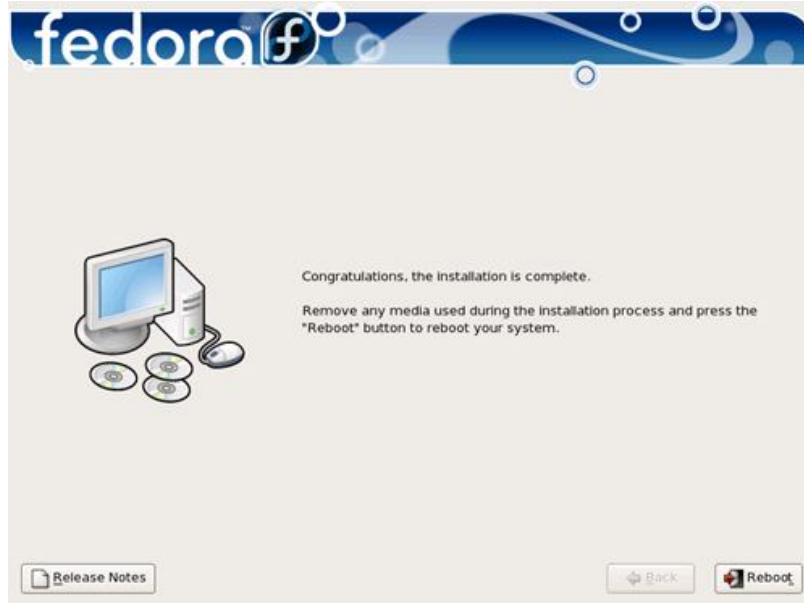 fedora™
Congratulations, the installation is complete.
Remove any media used during the installation process and press the
"Reboot" button to reboot your system.
Release Notes
Back
Reboot